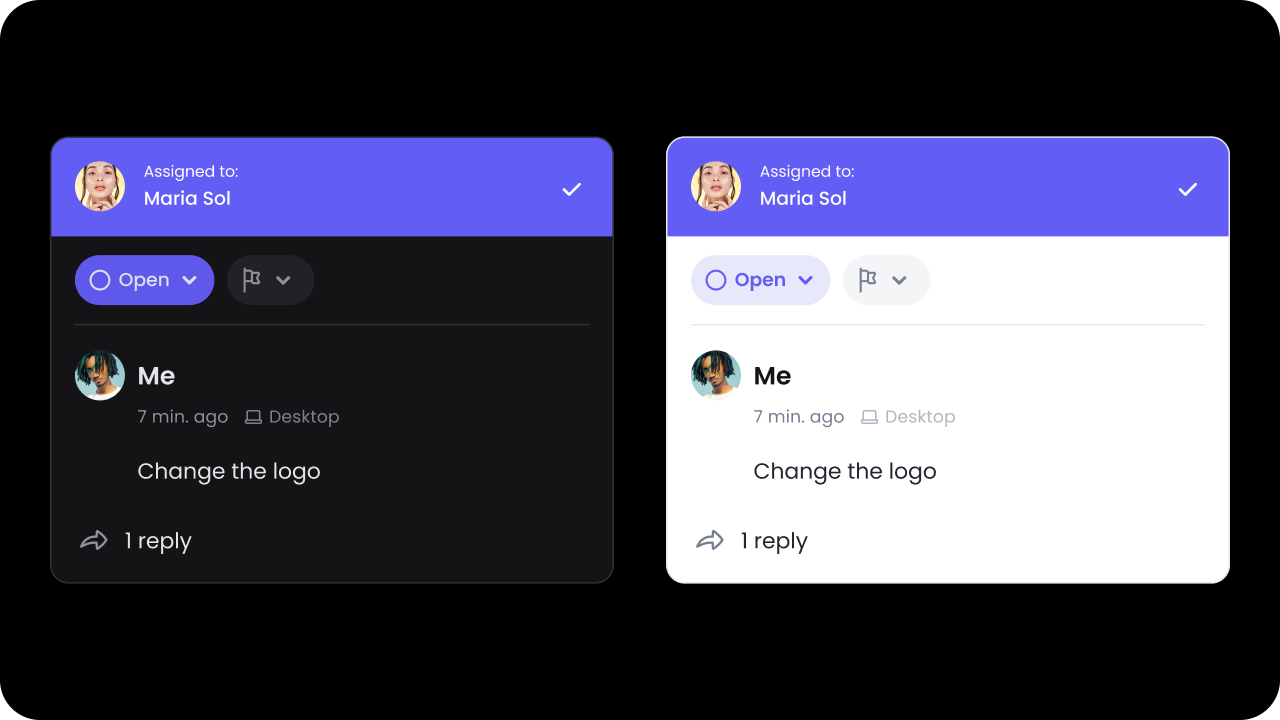 Assigned to:
Maria Sol
Open
Me
7 min. ago Desktop
Change the logo
1 reply
Assigned to:
Maria Sol
Open
Me
7 min. ago Desktop
Change the logo
1 reply